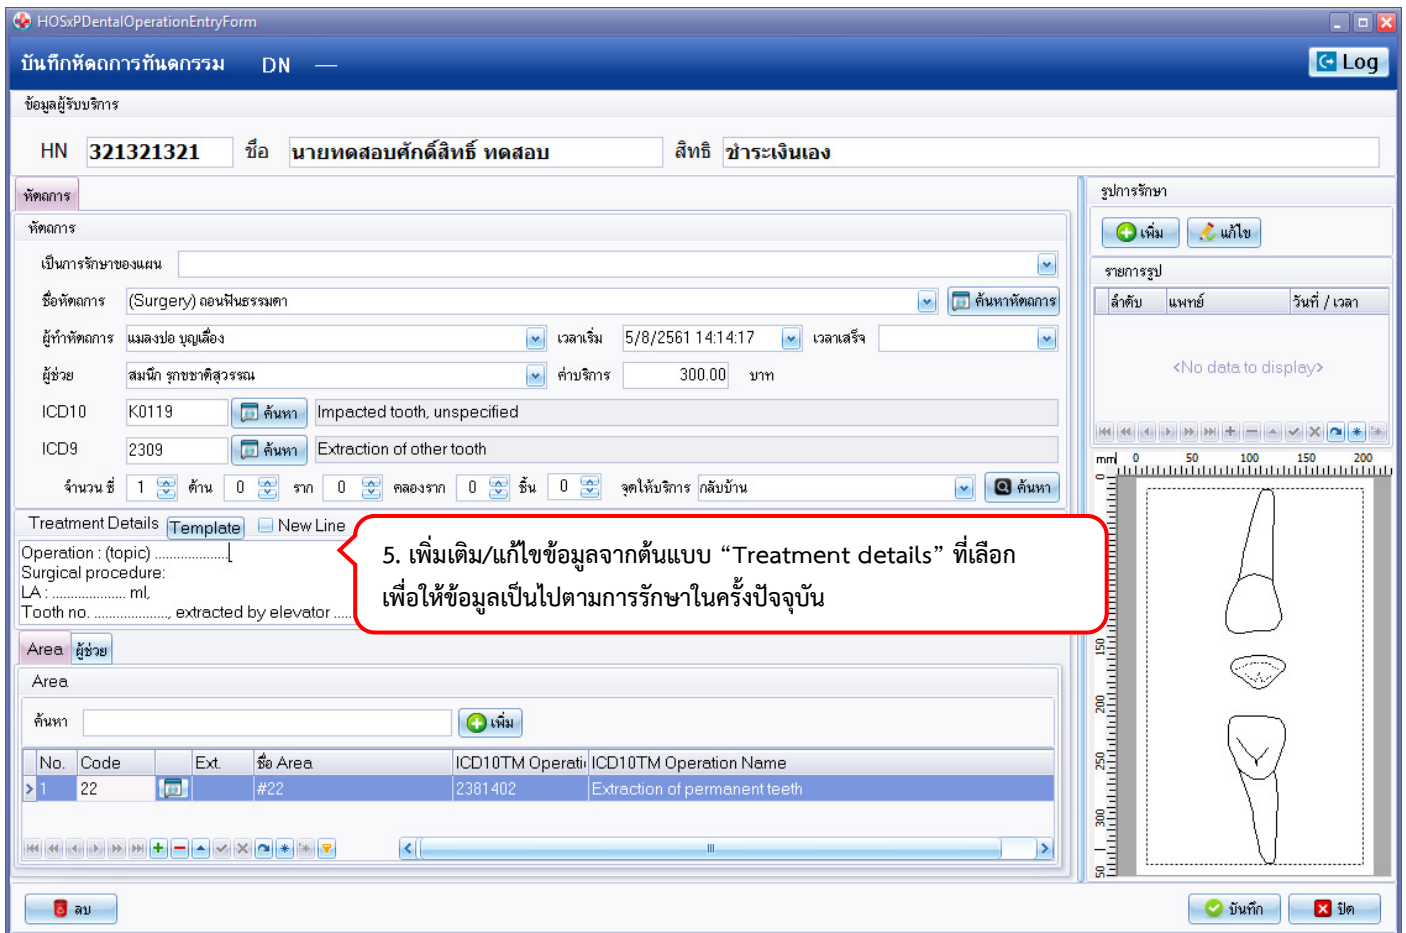 HOSxPDentalOperationEntryForm
บันทึกหัตถการทันตกรรม DN —
Log
ข้อมูลผู้รับบริการ
HN 321321321 ชื่อ นายทดสอบศักดิ์สิทธิ์ ทดสอบ สิทธิ ชำระเงินเอง
หัตถการ
หัตถการ
เป็นการรักษาของแผน
ชื่อหัตถการ (Surgery) ถอนฟันธรรมดา ค้นหาหัตถการ
ผู้ทำหัตถการ แมลงปอ บุญเลื่อง เวลาเริ่ม 5/8/2561 14:14:17 เวลาเสร็จ
ผู้ช่วย สมนึก รุกขชาติสุวรรณ ค่าบริการ 300.00 บาท
ICD10 K0119 ค้นหา Impacted tooth, unspecified
ICD9 2309 ค้นหา Extraction of other tooth
จำนวน ซี่ 1 ด้าน 0 ราก 0 คลองราก 0 ชิ้น 0 จุดให้บริการ กลับบ้าน ค้นหา
Treatment Details Template New Line
Operation : (topic) ....................
Surgical procedure:
LA : .................... ml,
Tooth no. ...................., extracted by elevator .....
5. เพิ่มเติม/แก้ไขข้อมูลจากต้นแบบ “Treatment details” ที่เลือก
เพื่อให้ข้อมูลเป็นไปตามการรักษาในครั้งปัจจุบัน
Area ผู้ช่วย
Area
ค้นหา เพิ่ม
No. Code Ext. ชื่อ Area ICD10TM Operati ICD10TM Operation Name
1 22 #22 2381402 Extraction of permanent teeth
ลบ
รูปการรักษา
เพิ่ม แก้ไข
รายการรูป
ลำดับ แพทย์ วันที่ / เวลา
<No data to display>
mm 0 50 100 150 200
0
150
200
250
300
50
บันทึก ปิด